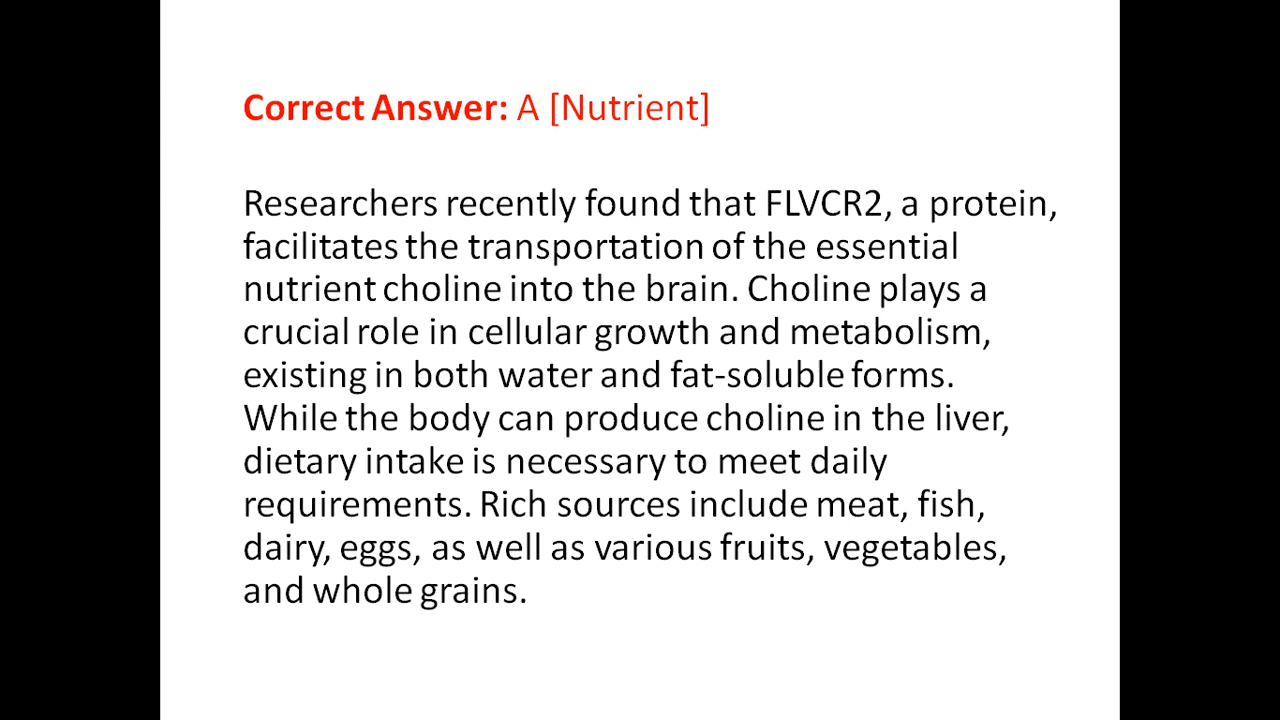 Correct Answer: A [Nutrient]
Researchers recently found that FLVCR2, a protein,
facilitates the transportation of the essential
nutrient choline into the brain. Choline plays a
crucial role in cellular growth and metabolism,
existing in both water and fat-soluble forms.
While the body can produce choline in the liver,
dietary intake is necessary to meet daily
requirements. Rich sources include meat, fish,
dairy, eggs, as well as various fruits, vegetables,
and whole grains.